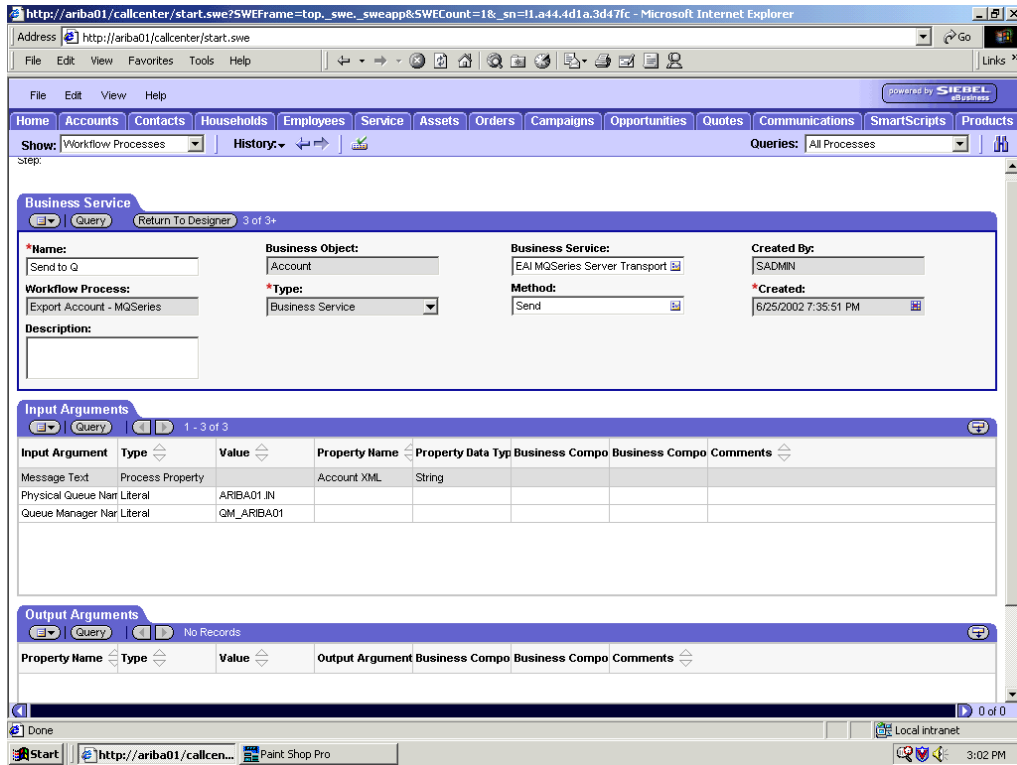 http://ariba01/callcenter/start.swe?SWEFrame=top._swe._sweapp&SWECount=1&_sn=!1.a44.4d1a.3d47fc - Microsoft Internet Explorer
Address http://ariba01/callcenter/start.swe Go
File Edit View Favorites Tools Help Links
File Edit View Help powered by SIEBEL eBusiness
Home Accounts Contacts Households Employees Service Assets Orders Campaigns Opportunities Quotes Communications SmartScripts Products
Show: Workflow Processes History: Queries: All Processes
Step:
Business Service
Query Return To Designer 3 of 3+
*Name: Business Object: Business Service: Created By:
Send to Q Account EAI MQSeries Server Transport SADMIN
Workflow Process: *Type: Method: *Created:
Export Account - MQSeries Business Service Send 6/25/2002 7:35:51 PM
Description:
Input Arguments
Query 1 - 3 of 3
Input Argument Type Value Property Name Property Data Typ Business Compo Business Compo Comments
Message Text Process Property Account XML String
Physical Queue Nam Literal ARIBA01.IN
Queue Manager Nar Literal QM_ARIBA01
Output Arguments
Query No Records
Property Name Type Value Output Argument Business Compo Business Compo Comments
0 of 0
Done Local intranet
Start http://ariba01/callcen... Paint Shop Pro 3:02 PM